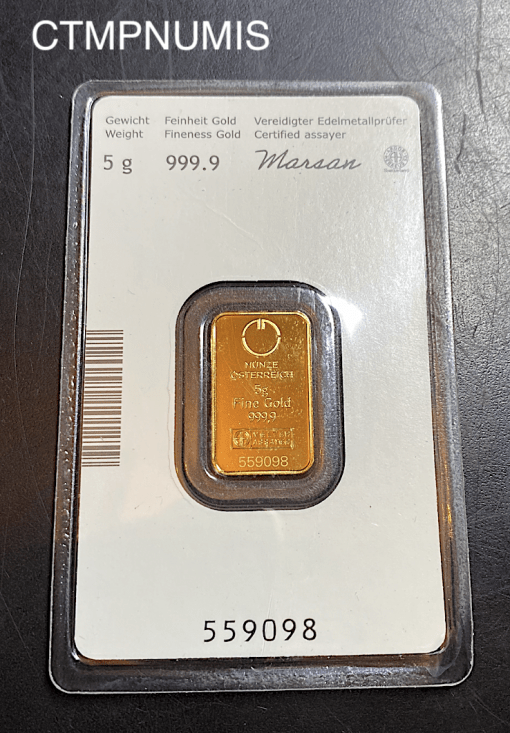 CTMPNUMIS
Gewicht Feinheit Gold Vereidigter Edelmetallprüfer
Weight Fineness Gold Certified assayer
5 g 999.9 Marsan
MÜNZE
ÖSTERREICH
5g
Fine Gold
999,9
559098
559098